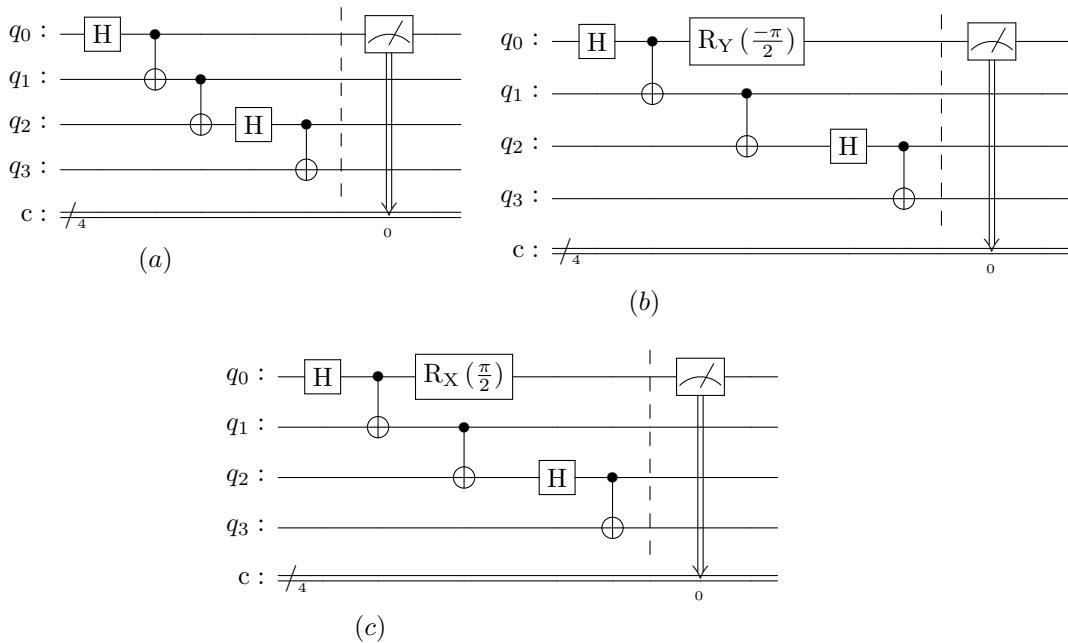 q0 : H
q1 :
q2 : H
q3 :
c : 4 0
(a)
q0 : H RY (-π/2)
q1 :
q2 : H
q3 :
c : 4 0
(b)
q0 : H RX (π/2)
q1 :
q2 : H
q3 :
c : 4 0
(c)